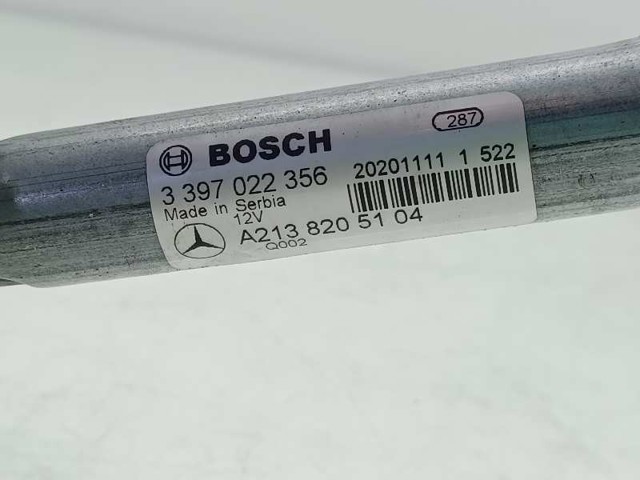 BOSCH
287
3 397 022 356
20201111 1 522
Made in Serbia
12V
A213 820 51 04
Q002